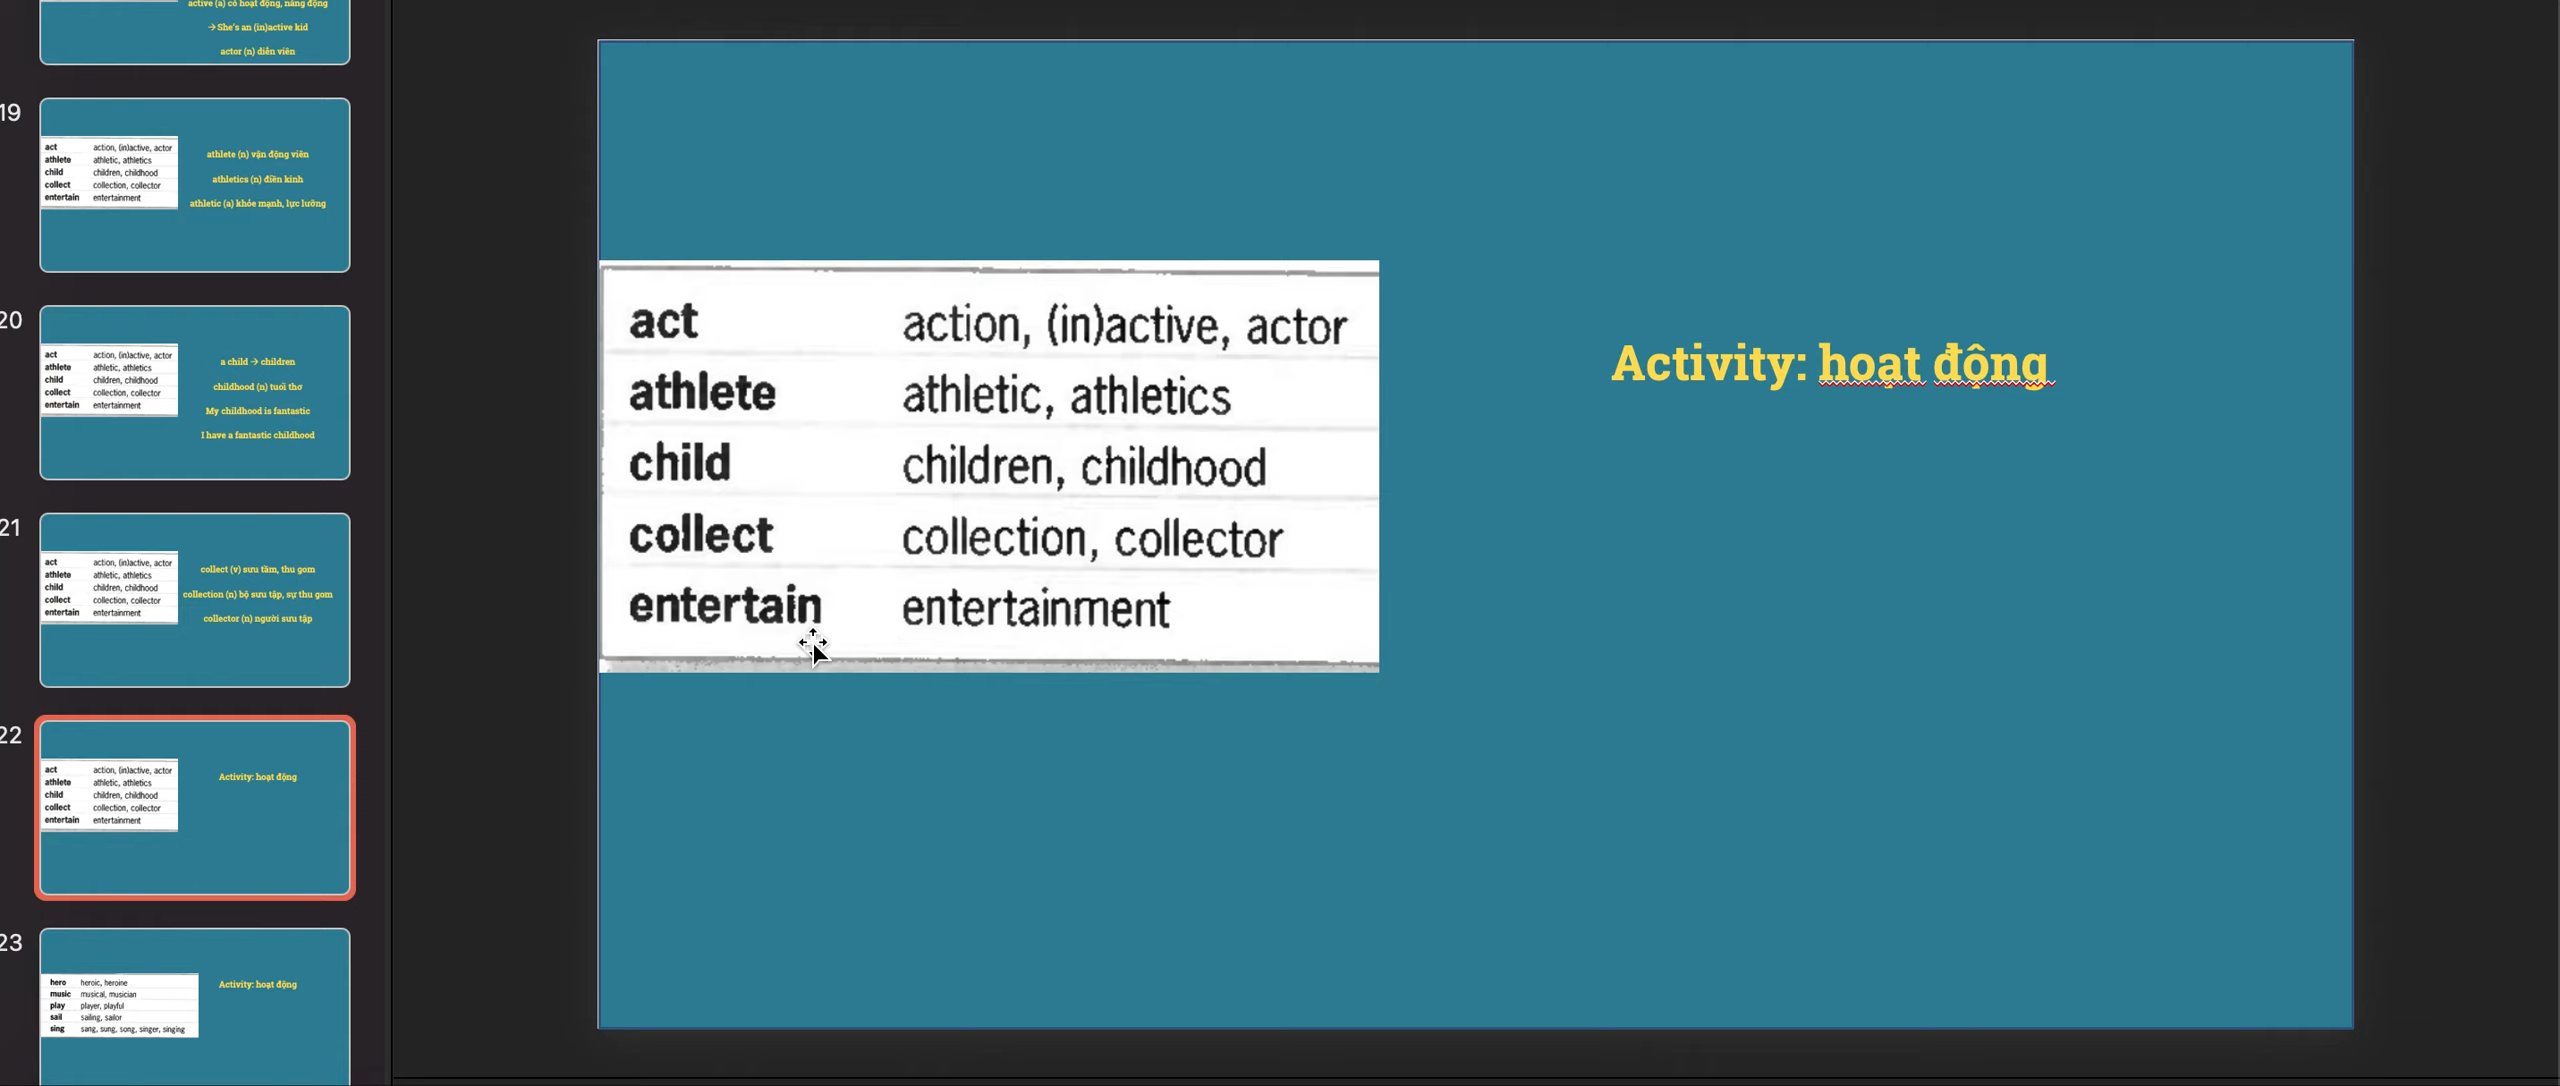 active (a) có hoạt động, năng động
→ She's an (in)active kid
actor (n) diễn viên
19
act action, (in)active, actor
athlete athletic, athletics
child children, childhood
collect collection, collector
entertain entertainment
athlete (n) vận động viên
athletics (n) điền kinh
athletic (a) khỏe mạnh, lực lưỡng
20
act action, (in)active, actor
athlete athletic, athletics
child children, childhood
collect collection, collector
entertain entertainment
a child → children
childhood (n) tuổi thơ
My childhood is fantastic
I have a fantastic childhood
21
act action, (in)active, actor
athlete athletic, athletics
child children, childhood
collect collection, collector
entertain entertainment
collect (v) sưu tầm, thu gom
collection (n) bộ sưu tập, sự thu gom
collector (n) người sưu tập
22
act action, (in)active, actor
athlete athletic, athletics
child children, childhood
collect collection, collector
entertain entertainment
Activity: hoạt động
23
hero heroic, heroine
music musical, musician
play player, playful
sail sailing, sailor
sing sang, sung, song, singer, singing
Activity: hoạt động
act action, (in)active, actor
athlete athletic, athletics
child children, childhood
collect collection, collector
entertain entertainment
Activity: hoạt động